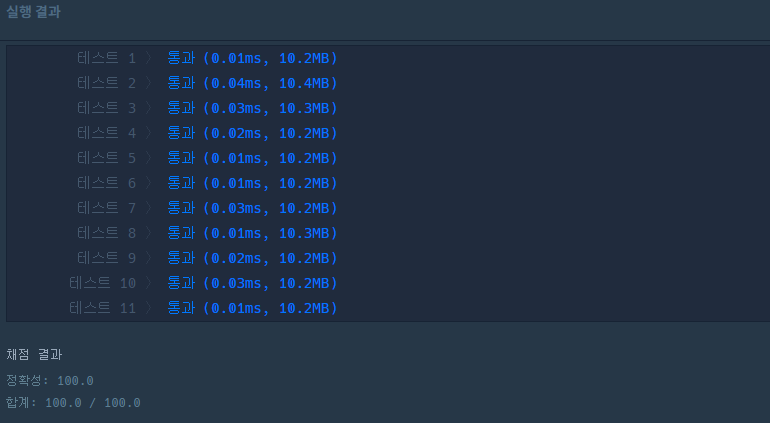 실행 결과
테스트 1 〉 통과 (0.01ms, 10.2MB)
테스트 2 〉 통과 (0.04ms, 10.4MB)
테스트 3 〉 통과 (0.03ms, 10.3MB)
테스트 4 〉 통과 (0.02ms, 10.2MB)
테스트 5 〉 통과 (0.01ms, 10.2MB)
테스트 6 〉 통과 (0.01ms, 10.2MB)
테스트 7 〉 통과 (0.03ms, 10.2MB)
테스트 8 〉 통과 (0.01ms, 10.3MB)
테스트 9 〉 통과 (0.02ms, 10.2MB)
테스트 10 〉 통과 (0.03ms, 10.2MB)
테스트 11 〉 통과 (0.01ms, 10.2MB)
채점 결과
정확성: 100.0
합계: 100.0 / 100.0